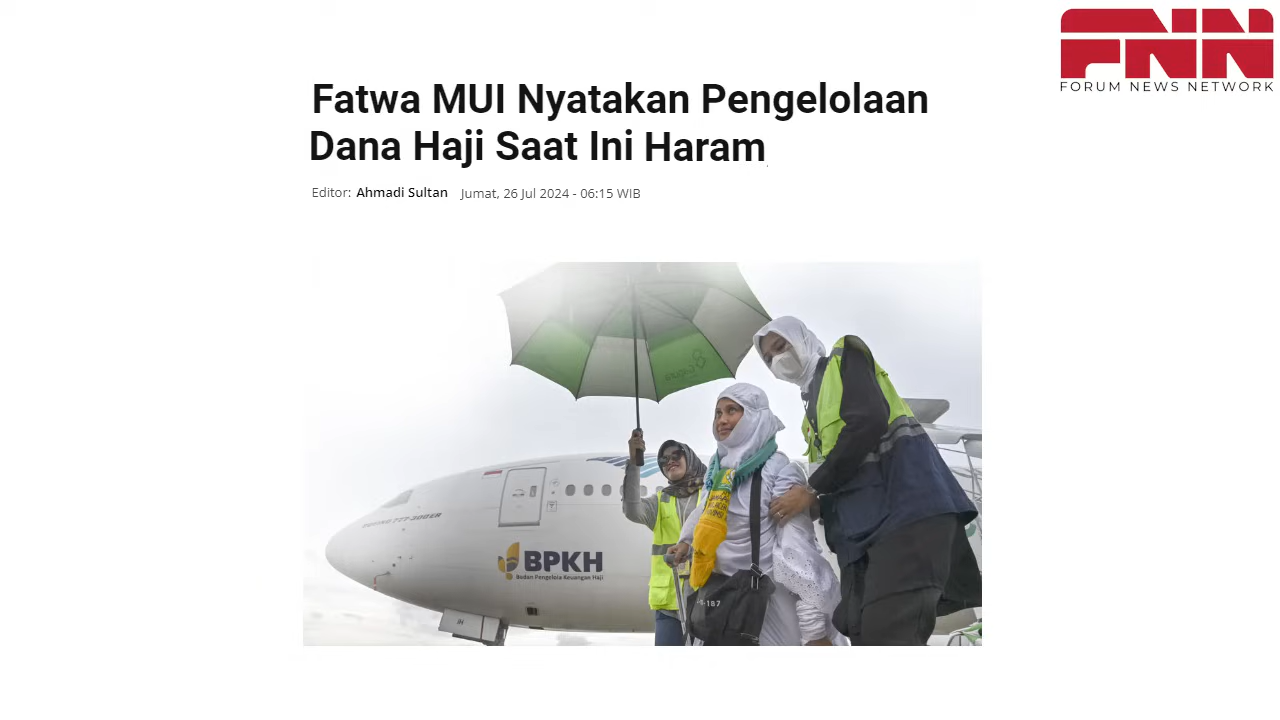 FNN
FORUM NEWS NETWORK
Fatwa MUI Nyatakan Pengelolaan
Dana Haji Saat Ini Haram
Editor: Ahmadi Sultan Jumat, 26 Jul 2024 - 06:15 WIB
BOEING 777-300ER
BPKH
Badan Pengelola Keuangan Haji